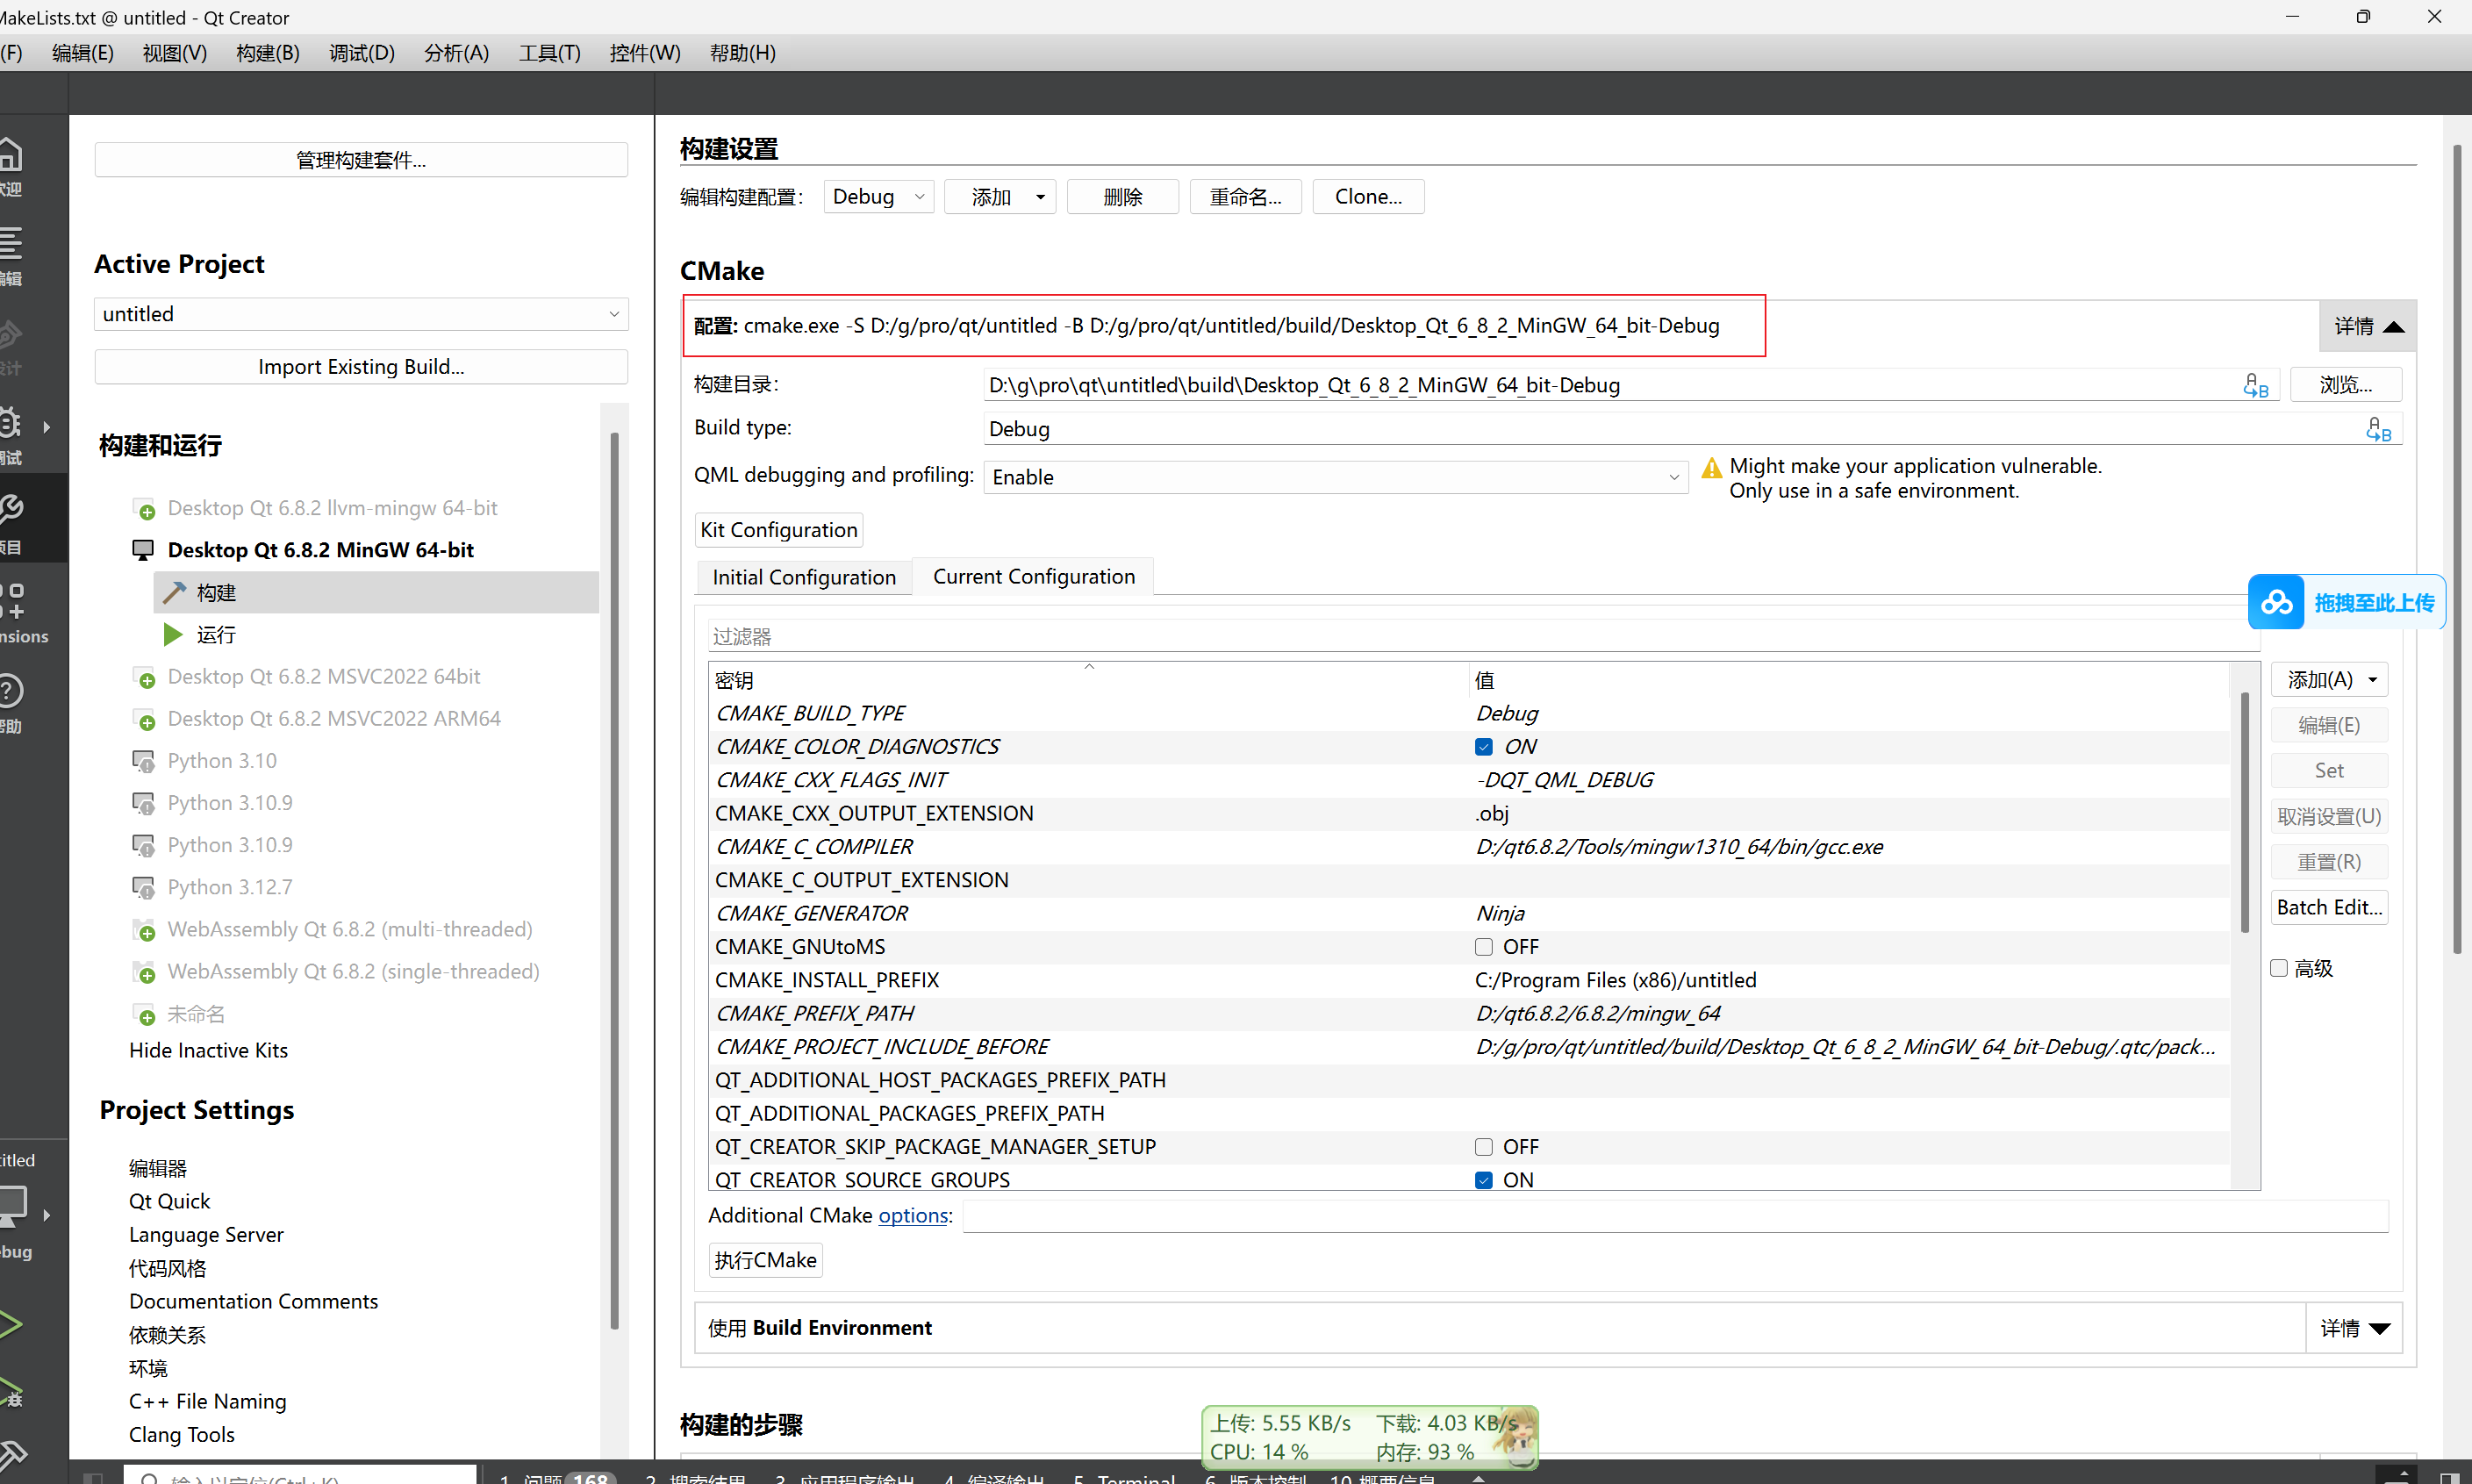 MakeLists.txt @ untitled - Qt Creator
(F) 编辑(E) 视图(V) 构建(B) 调试(D) 分析(A) 工具(T) 控件(W) 帮助(H)
欢迎
编辑
设计
调试
项目
nsions
帮助
itled
ebug
管理构建套件...
Active Project
untitled
Import Existing Build...
构建和运行
Desktop Qt 6.8.2 llvm-mingw 64-bit
Desktop Qt 6.8.2 MinGW 64-bit
构建
运行
Desktop Qt 6.8.2 MSVC2022 64bit
Desktop Qt 6.8.2 MSVC2022 ARM64
Python 3.10
Python 3.10.9
Python 3.10.9
Python 3.12.7
WebAssembly Qt 6.8.2 (multi-threaded)
WebAssembly Qt 6.8.2 (single-threaded)
未命名
Hide Inactive Kits
Project Settings
编辑器
Qt Quick
Language Server
代码风格
Documentation Comments
依赖关系
环境
C++ File Naming
Clang Tools
构建设置
编辑构建配置： Debug 添加 删除 重命名... Clone...
CMake
配置: cmake.exe -S D:/g/pro/qt/untitled -B D:/g/pro/qt/untitled/build/Desktop_Qt_6_8_2_MinGW_64_bit-Debug 详情
构建目录： D:\g\pro\qt\untitled\build\Desktop_Qt_6_8_2_MinGW_64_bit-Debug 浏览...
Build type: Debug
QML debugging and profiling: Enable
Might make your application vulnerable.
Only use in a safe environment.
Kit Configuration
Initial Configuration Current Configuration
拖拽至此上传
过滤器
密钥 值
CMAKE_BUILD_TYPE Debug
CMAKE_COLOR_DIAGNOSTICS ON
CMAKE_CXX_FLAGS_INIT -DQT_QML_DEBUG
CMAKE_CXX_OUTPUT_EXTENSION .obj
CMAKE_C_COMPILER D:/qt6.8.2/Tools/mingw1310_64/bin/gcc.exe
CMAKE_C_OUTPUT_EXTENSION
CMAKE_GENERATOR Ninja
CMAKE_GNUtoMS OFF
CMAKE_INSTALL_PREFIX C:/Program Files (x86)/untitled
CMAKE_PREFIX_PATH D:/qt6.8.2/6.8.2/mingw_64
CMAKE_PROJECT_INCLUDE_BEFORE D:/g/pro/qt/untitled/build/Desktop_Qt_6_8_2_MinGW_64_bit-Debug/.qtc/pack...
QT_ADDITIONAL_HOST_PACKAGES_PREFIX_PATH
QT_ADDITIONAL_PACKAGES_PREFIX_PATH
QT_CREATOR_SKIP_PACKAGE_MANAGER_SETUP OFF
QT_CREATOR_SOURCE_GROUPS ON
添加(A)
编辑(E)
Set
取消设置(U)
重置(R)
Batch Edit...
高级
Additional CMake options:
执行CMake
使用 Build Environment 详情
构建的步骤
上传: 5.55 KB/s 下载: 4.03 KB/s
CPU: 14 % 内存: 93 %
输入以定位(Ctrl+K) 1 问题 168 2 搜索结果 3 应用程序输出 4 编译输出 5 Terminal 6 版本控制 10 概要信息